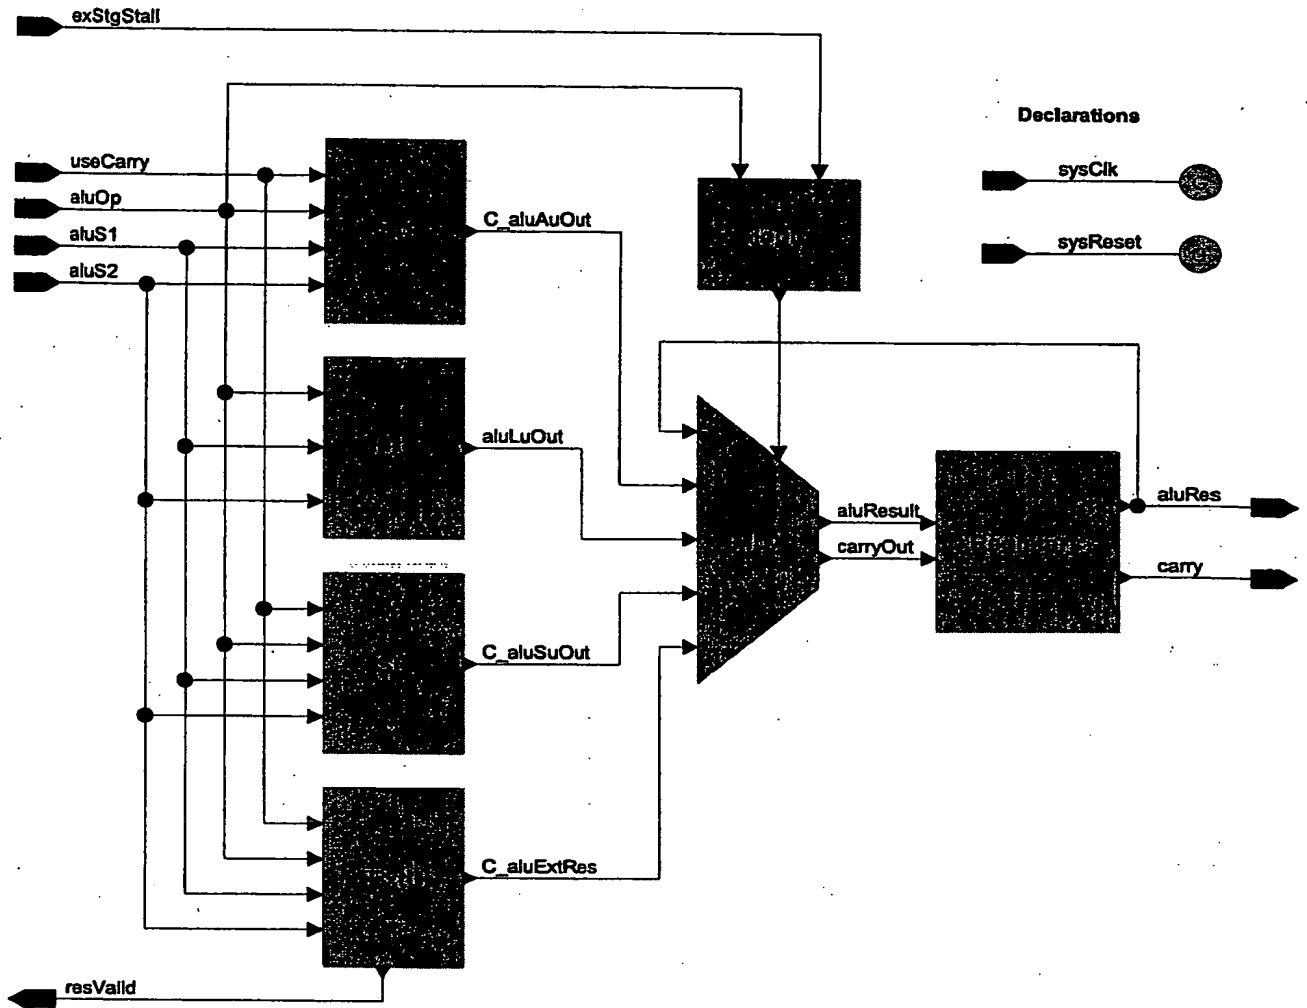 exStgStall
Declarations
useCarry
sysClk
aluOp
C_aluAuOut
aluS1
sysReset
aluS2
aluLuOut
aluRes
aluResult
carryOut
carry
C_aluSuOut
C_aluExtRes
resValid